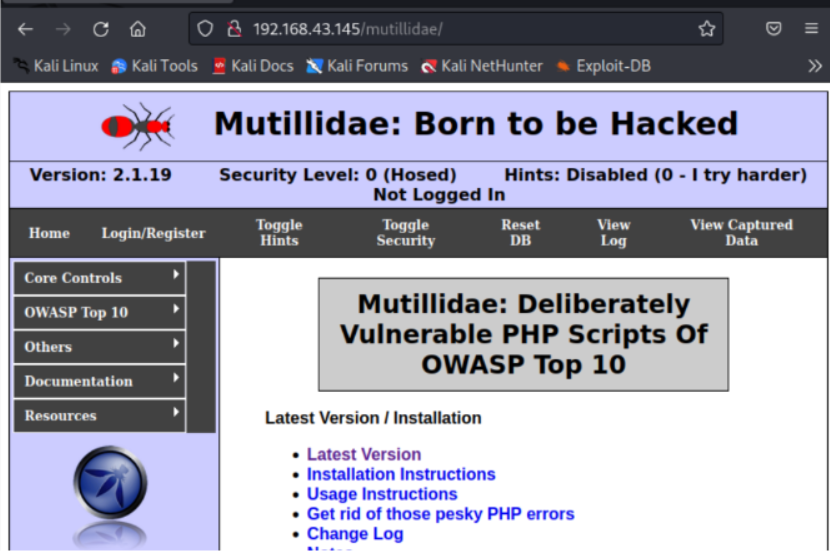 192.168.43.145/mutillidae/
Kali Linux Kali Tools Kali Docs Kali Forums Kali NetHunter Exploit-DB
Mutillidae: Born to be Hacked
Version: 2.1.19 Security Level: 0 (Hosed) Hints: Disabled (0 - I try harder)
Not Logged In
Home Login/Register Toggle Hints Toggle Security Reset DB View Log View Captured Data
Core Controls
OWASP Top 10
Others
Documentation
Resources
Mutillidae: Deliberately
Vulnerable PHP Scripts Of
OWASP Top 10
Latest Version / Installation
Latest Version
Installation Instructions
Usage Instructions
Get rid of those pesky PHP errors
Change Log